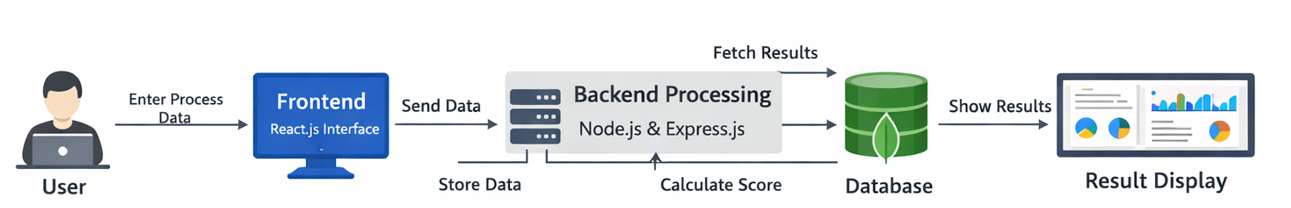 Fetch Results
Enter Process
Data
Frontend
React.js Interface
Send Data
Backend Processing
Node.js & Express.js
Show Results
Store Data
Calculate Score
User
Database
Result Display